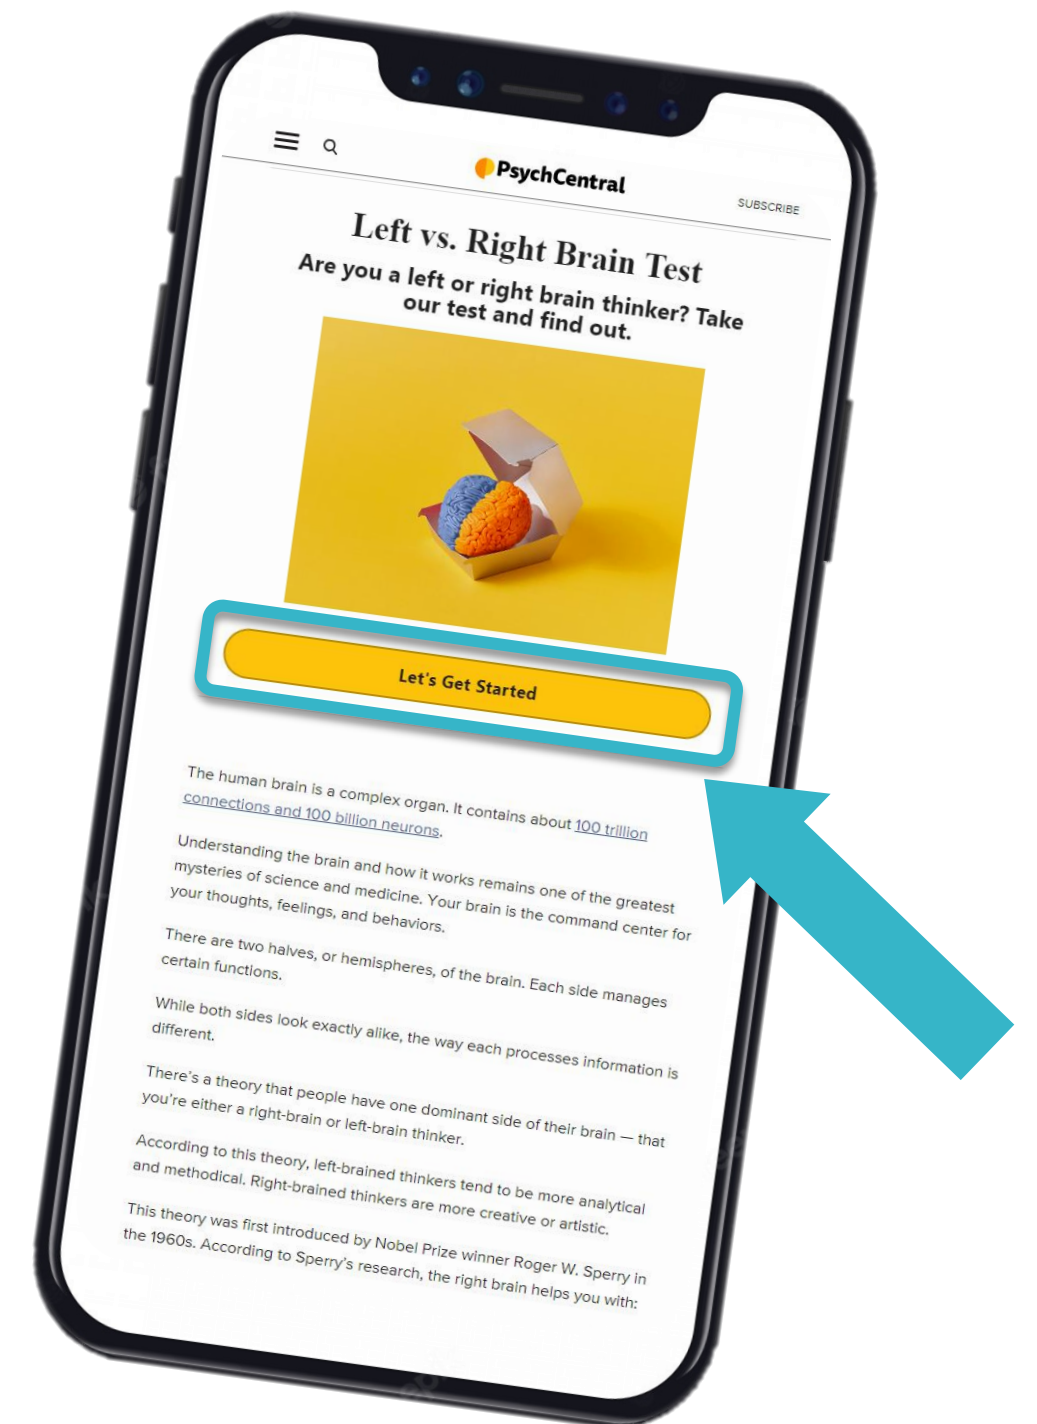 PsychCentral
SUBSCRIBE
Left vs. Right Brain Test
Are you a left or right brain thinker? Take
our test and find out.
Let's Get Started
The human brain is a complex organ. It contains about 100 trillion
connections and 100 billion neurons.
Understanding the brain and how it works remains one of the greatest
mysteries of science and medicine. Your brain is the command center for
your thoughts, feelings, and behaviors.
There are two halves, or hemispheres, of the brain. Each side manages
certain functions.
While both sides look exactly alike, the way each processes information is
different.
There's a theory that people have one dominant side of their brain — that
you're either a right-brain or left-brain thinker.
According to this theory, left-brained thinkers tend to be more analytical
and methodical. Right-brained thinkers are more creative or artistic.
This theory was first introduced by Nobel Prize winner Roger W. Sperry in
the 1960s. According to Sperry's research, the right brain helps you with: